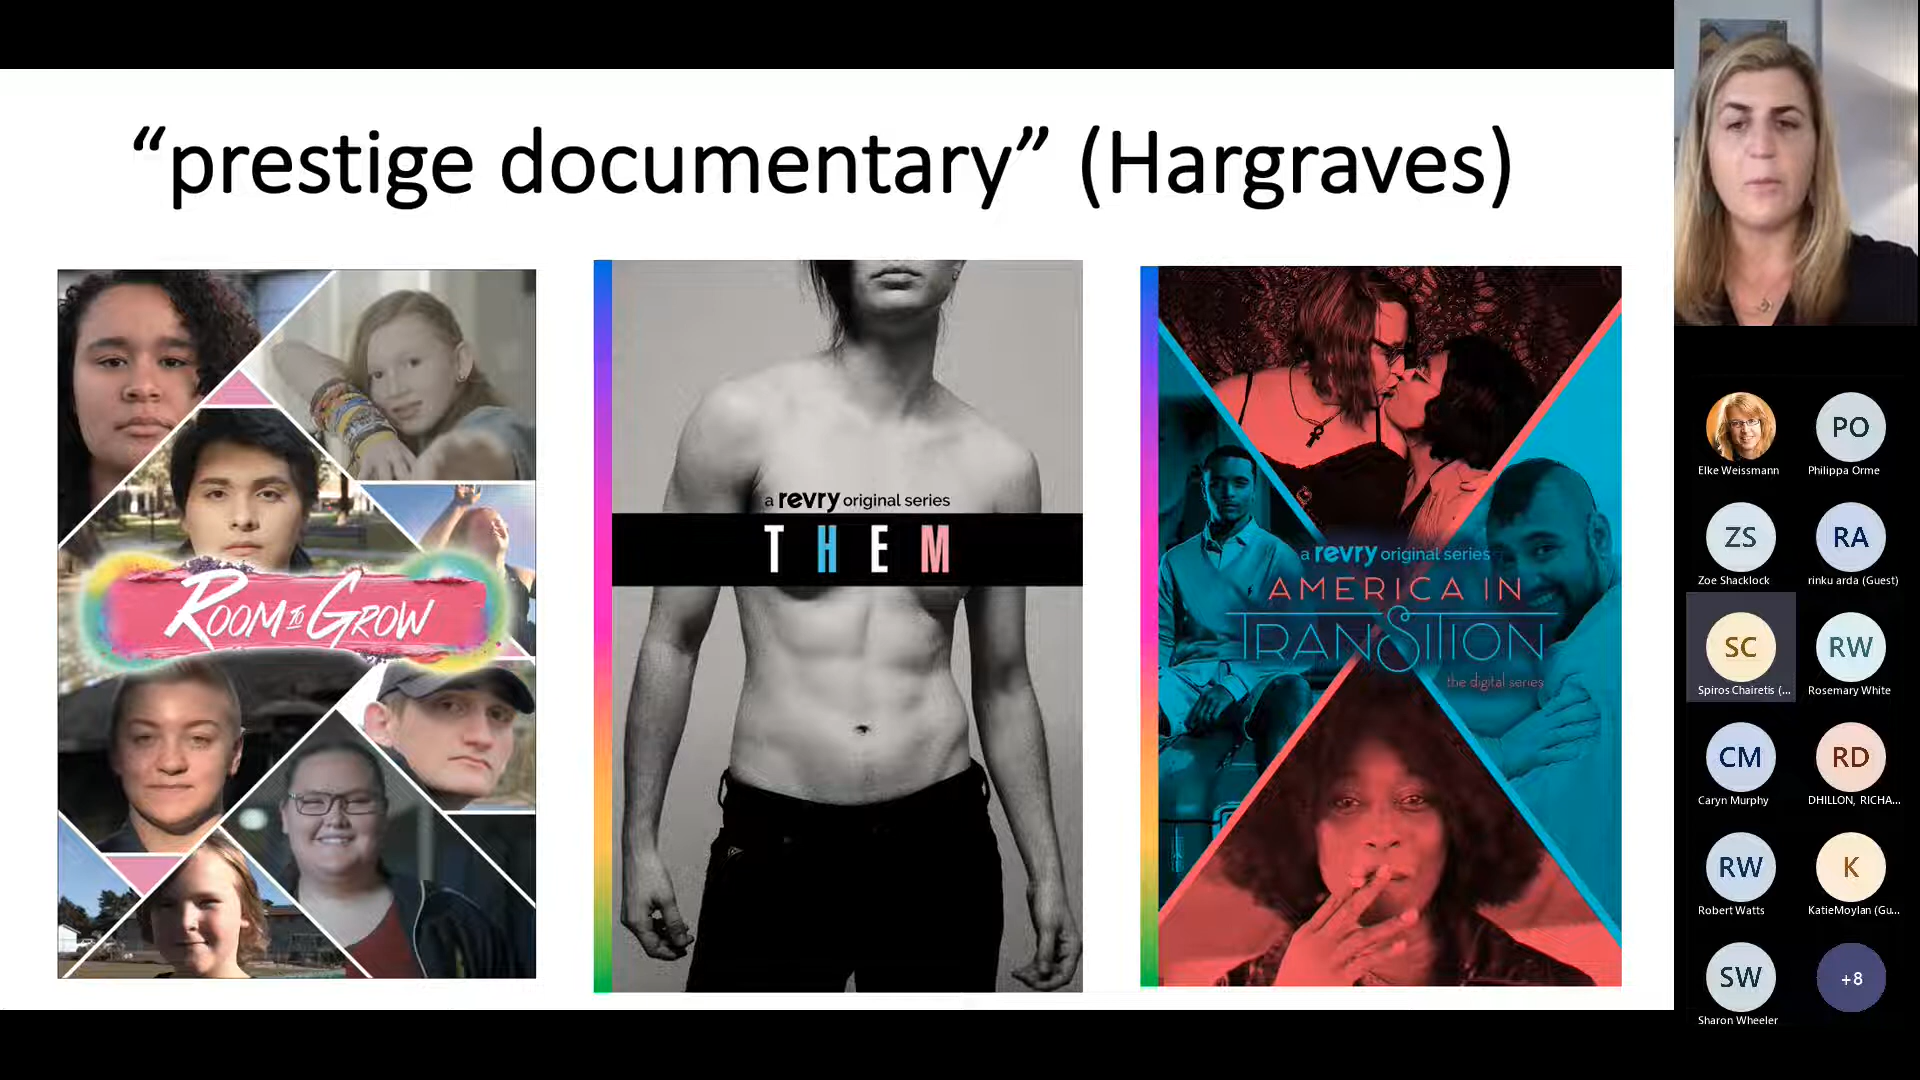 “prestige documentary” (Hargraves)
ROOM TO GROW
a revry original series
THEM
a revry original series
AMERICA IN
TRANSITION
the digital series
Elke Weissmann
PO
Philippa Orme
ZS
Zoe Shacklock
RA
rinku arda (Guest)
SC
Spiros Chairetis (...
RW
Rosemary White
CM
Caryn Murphy
RD
DHILLON, RICHA...
RW
Robert Watts
K
KatieMoylan (Gu...
SW
Sharon Wheeler
+8